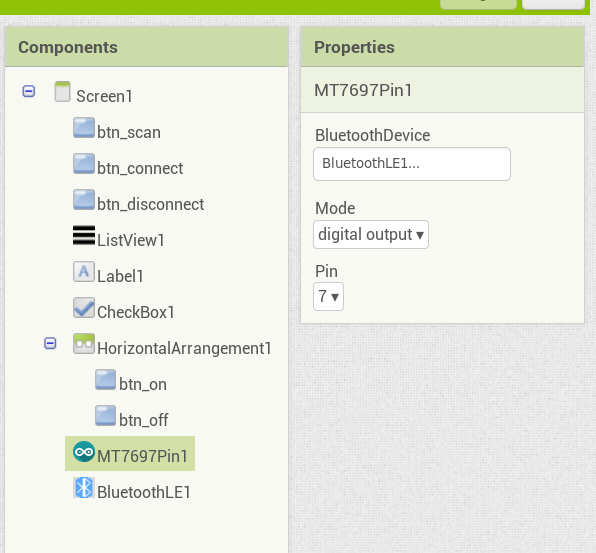 Components
Screen1
btn_scan
btn_connect
btn_disconnect
ListView1
A Label1
CheckBox1
HorizontalArrangement1
btn_on
btn_off
MT7697Pin1
BluetoothLE1
Properties
MT7697Pin1
BluetoothDevice
BluetoothLE1...
Mode
digital output ▾
Pin
7 ▾